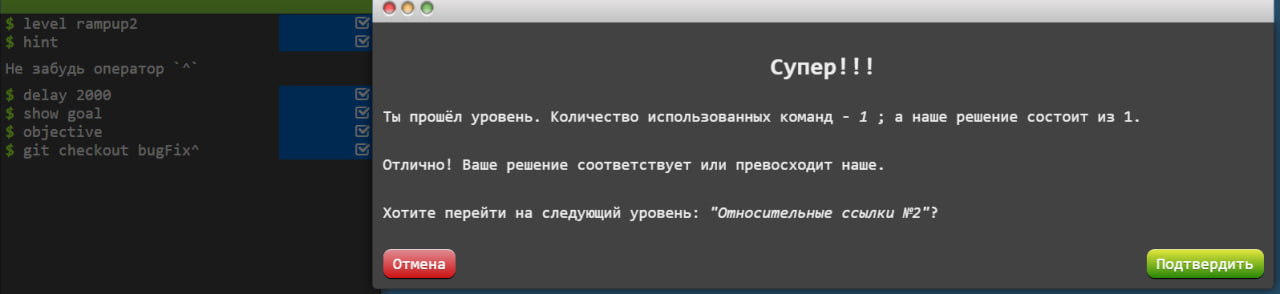 $ level rampup2
$ hint
Не забудь оператор `^`
$ delay 2000
$ show goal
$ objective
$ git checkout bugFix^
Супер!!!
Ты прошёл уровень. Количество использованных команд - 1 ; а наше решение состоит из 1.
Отлично! Ваше решение соответствует или превосходит наше.
Хотите перейти на следующий уровень: "Относительные ссылки №2"?
Отмена
Подтвердить